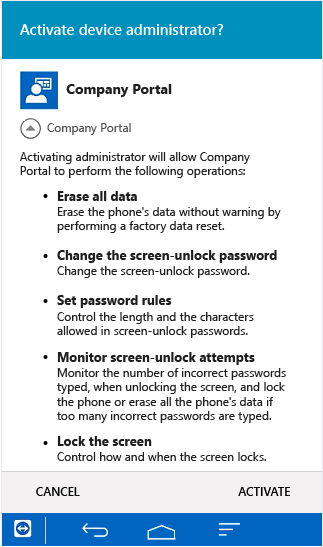 Activate device administrator?
Company Portal
Company Portal
Activating administrator will allow Company
Portal to perform the following operations:
• Erase all data
Erase the phone's data without warning by
performing a factory data reset.
• Change the screen-unlock password
Change the screen-unlock password.
• Set password rules
Control the length and the characters
allowed in screen-unlock passwords.
• Monitor screen-unlock attempts
Monitor the number of incorrect passwords
typed, when unlocking the screen, and lock
the phone or erase all the phone's data if
too many incorrect passwords are typed.
• Lock the screen
Control how and when the screen locks.
CANCEL ACTIVATE